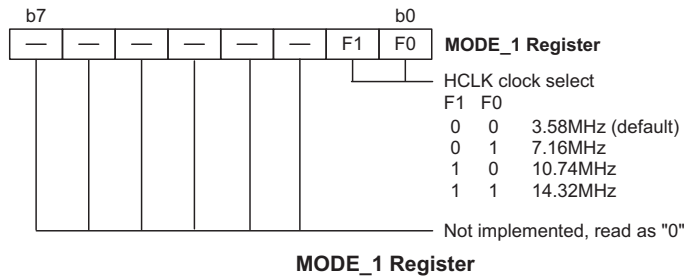 b7 b0
— — — — — — F1 F0 MODE_1 Register
HCLK clock select
F1 F0
0 0 3.58MHz (default)
0 1 7.16MHz
1 0 10.74MHz
1 1 14.32MHz
Not implemented, read as "0"
MODE_1 Register